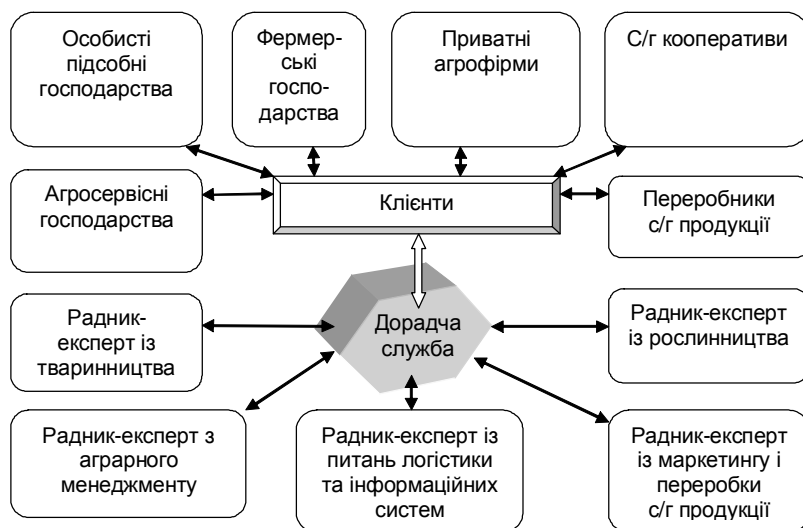 Особисті
підсобні
господарства
Фермер-
ські
госпо-
дарства
Приватні
агрофірми
С/г кооперативи
Агросервісні
господарства
Клієнти
Переробники
с/г продукції
Радник-
експерт із
тваринництва
Дорадча
служба
Радник-експерт
із рослинництва
Радник-експерт з
аграрного
менеджменту
Радник-експерт із
питань логістики
та інформаційних
систем
Радник-експерт
із маркетингу і
переробки
с/г продукції